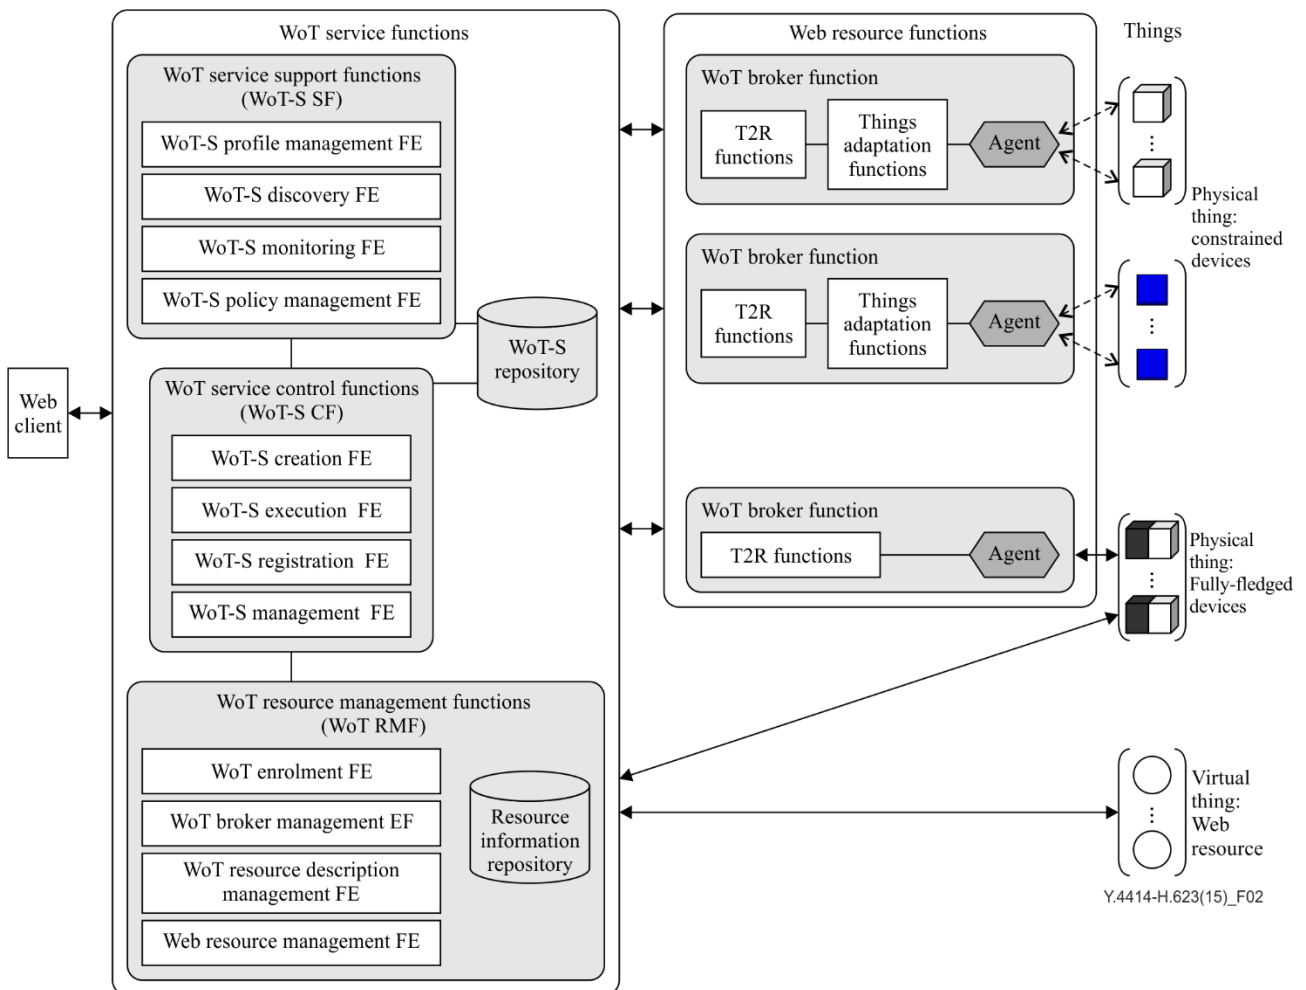 WoT service functions
WoT service support functions
(WoT-S SF)
WoT-S profile management FE
WoT-S discovery FE
WoT-S monitoring FE
WoT-S policy management FE
WoT-S
repository
Web
client
WoT service control functions
(WoT-S CF)
WoT-S creation FE
WoT-S execution FE
WoT-S registration FE
WoT-S management FE
WoT resource management functions
(WoT RMF)
WoT enrolment FE
WoT broker management EF
WoT resource description
management FE
Web resource management FE
Resource
information
repository
Web resource functions
WoT broker function
T2R
functions
Things
adaptation
functions
Agent
WoT broker function
T2R
functions
Things
adaptation
functions
Agent
WoT broker function
T2R functions
Agent
Things
Physical
thing:
constrained
devices
Physical
thing:
Fully-fledged
devices
Virtual
thing:
Web
resource
Y.4414-H.623(15)_F02